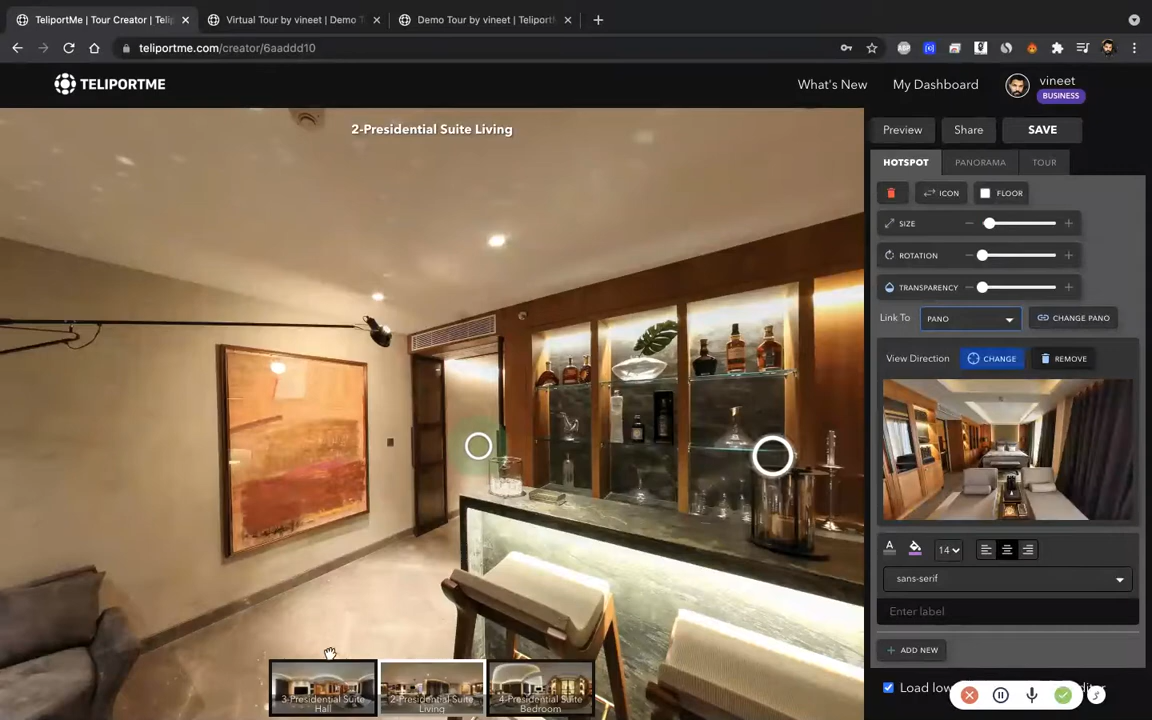 TeliportMe | Tour Creator | Teli
Virtual Tour by vineet | Demo T
Demo Tour by vineet | TeliportM
teliportme.com/creator/6aaddd10
TELIPORTME
What's New
My Dashboard
vineet
BUSINESS
2-Presidential Suite Living
Preview
Share
SAVE
HOTSPOT
PANORAMA
TOUR
ICON
FLOOR
SIZE
ROTATION
TRANSPARENCY
Link To
PANO
CHANGE PANO
View Direction
CHANGE
REMOVE
A
14
sans-serif
Enter label
+ ADD NEW
3-Presidential Suite
Hall
2-Presidential Suite
Living
4-Presidential Suite
Bedroom
Load low
editor